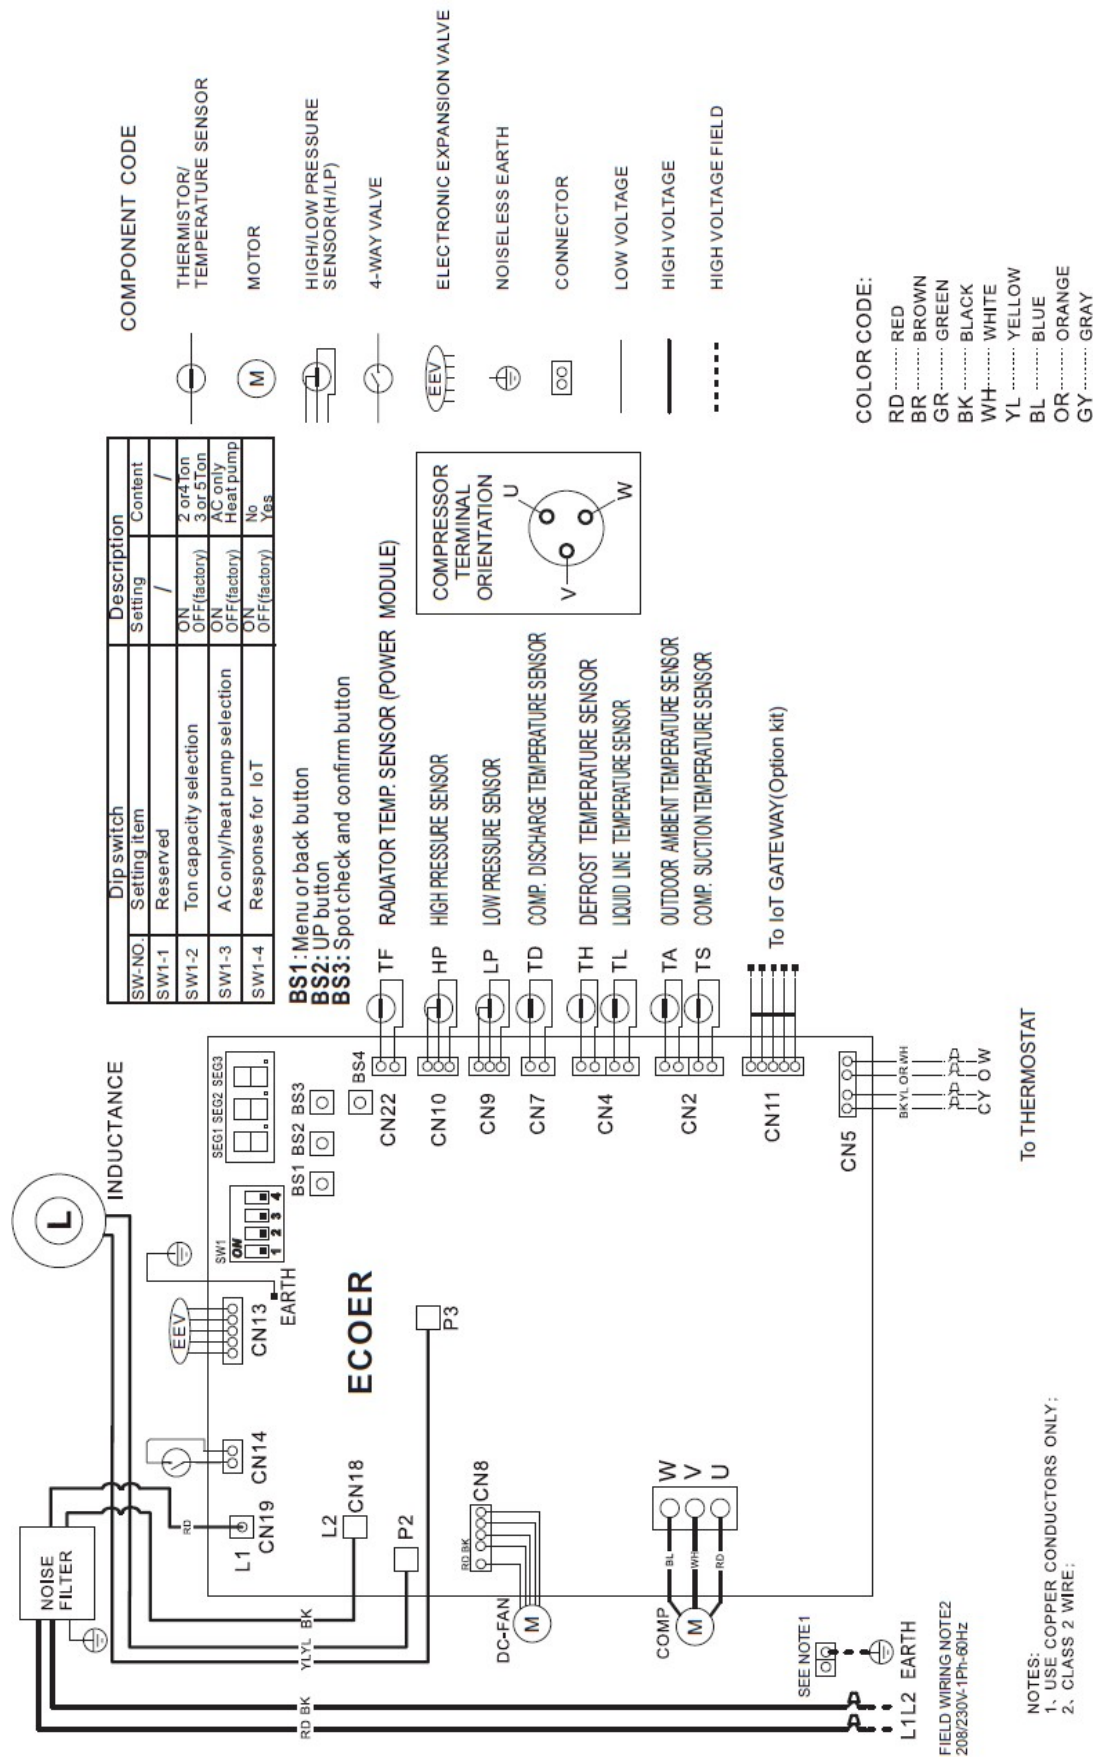 INDUCTANCE
L
NOISE
FILTER
Dip switch Description
SW-NO. Setting item Setting Content
SW1-1 Reserved / /
SW1-2 Ton capacity selection ON 2 or4Ton
OFF(factory) 3 or 5Ton
SW1-3 AC only/heat pump selection ON AC only
OFF(factory) Heat pump
SW1-4 Response for IoT ON No
OFF(factory) Yes
BS1:Menu or back button
BS2:UP button
BS3:Spot check and confirm button
COMPONENT CODE
THERMISTOR/
TEMPERATURE SENSOR
M MOTOR
HIGH/LOW PRESSURE
SENSOR(H/LP)
4-WAY VALVE
EEV ELECTRONIC EXPANSION VALVE
NOISELESS EARTH
CONNECTOR
LOW VOLTAGE
HIGH VOLTAGE
HIGH VOLTAGE FIELD
COMPRESSOR
TERMINAL
ORIENTATION
U
V
W
COLOR CODE:
RD RED
BR BROWN
GR GREEN
BK BLACK
WH WHITE
YL YELLOW
BL BLUE
OR ORANGE
GY GRAY
EEV
CN14
CN13
EARTH
SW1
ON
1 2 3 4
SEG1 SEG2 SEG3
BS1 BS2 BS3
BS4
RD
L1
CN19
L2
CN18
P2
P3
ECOER
CN22 TF RADIATOR TEMP. SENSOR (POWER MODULE)
CN10 HP HIGH PRESSURE SENSOR
CN9 LP LOW PRESSURE SENSOR
CN7 TD COMP. DISCHARGE TEMPERATURE SENSOR
CN4 TH DEFROST TEMPERATURE SENSOR
TL LIQUID LINE TEMPERATURE SENSOR
CN2 TA OUTDOOR AMBIENT TEMPERATURE SENSOR
TS COMP. SUCTION TEMPERATURE SENSOR
CN11 To IoT GATEWAY(Option kit)
CN5
BK YL OR WH
C Y O W
To THERMOSTAT
RD BK
YL YL BK
DC-FAN
M
RD BK
CN8
COMP
M
BL
WH
RD
W
V
U
SEE NOTE1
L1 L2 EARTH
FIELD WIRING NOTE2
208/230V-1Ph-60Hz
NOTES:
1、USE COPPER CONDUCTORS ONLY;
2、CLASS 2 WIRE;